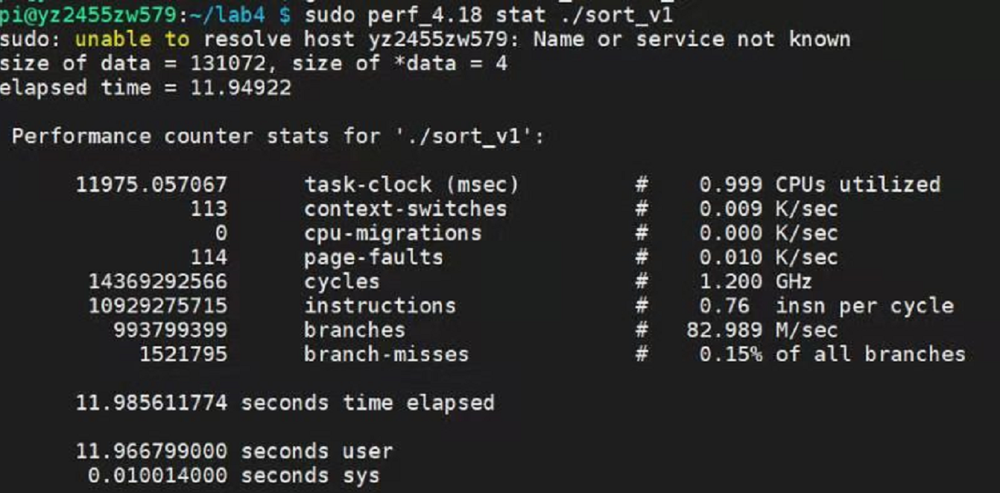 pi@yz2455zw579:~/lab4 $ sudo perf_4.18 stat ./sort_v1
sudo: unable to resolve host yz2455zw579: Name or service not known
size of data = 131072, size of *data = 4
elapsed time = 11.94922
Performance counter stats for './sort_v1':
11975.057067 task-clock (msec) # 0.999 CPUs utilized
113 context-switches # 0.009 K/sec
0 cpu-migrations # 0.000 K/sec
114 page-faults # 0.010 K/sec
14369292566 cycles # 1.200 GHz
10929275715 instructions # 0.76 insn per cycle
993799399 branches # 82.989 M/sec
1521795 branch-misses # 0.15% of all branches
11.985611774 seconds time elapsed
11.966799000 seconds user
0.010014000 seconds sys